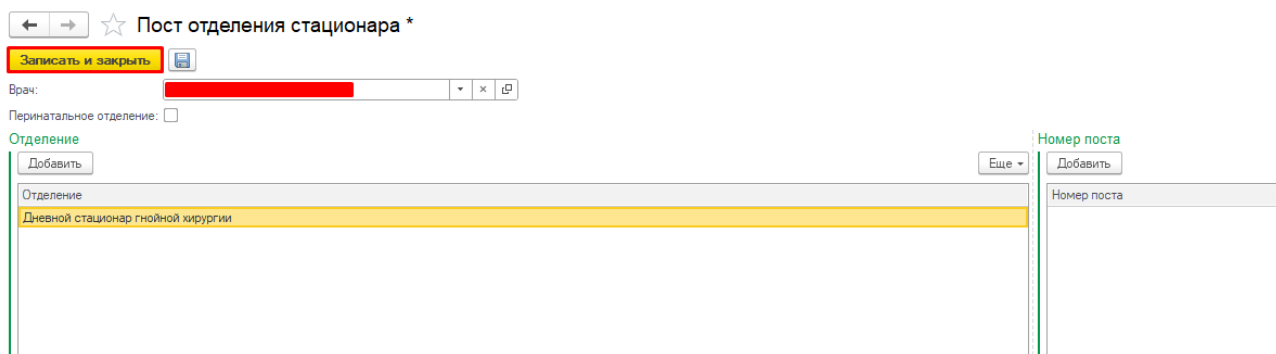 Пост отделения стационара *
Записать и закрыть
Врач:
Перинатальное отделение:
Отделение
Добавить
Еще
Отделение
Дневной стационар гнойной хирургии
Номер поста
Добавить
Номер поста